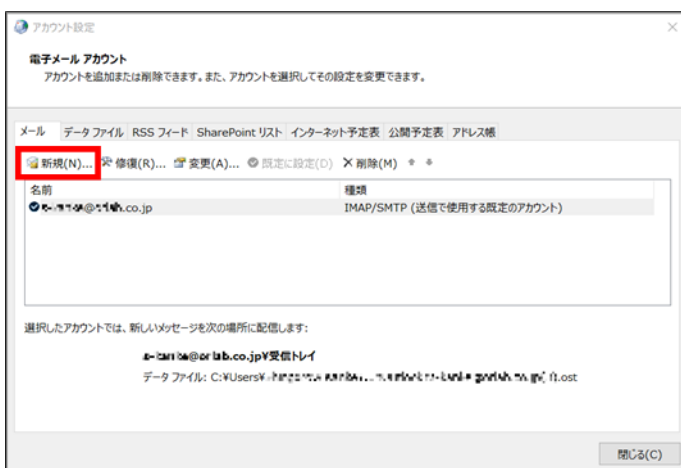 アカウント設定
電子メール アカウント
アカウントを追加または削除できます。また、アカウントを選択してその設定を変更できます。
メール データ ファイル RSS フィード SharePoint リスト インターネット予定表 公開予定表 アドレス帳
新規(N)... 修復(R)... 変更(A)... 既定に設定(D) 削除(M)
名前 種類
.co.jp IMAP/SMTP (送信で使用する既定のアカウント)
選択したアカウントでは、新しいメッセージを次の場所に配信します:
.co.jp¥受信トレイ
データ ファイル: C:¥Users¥ .ost
閉じる(C)